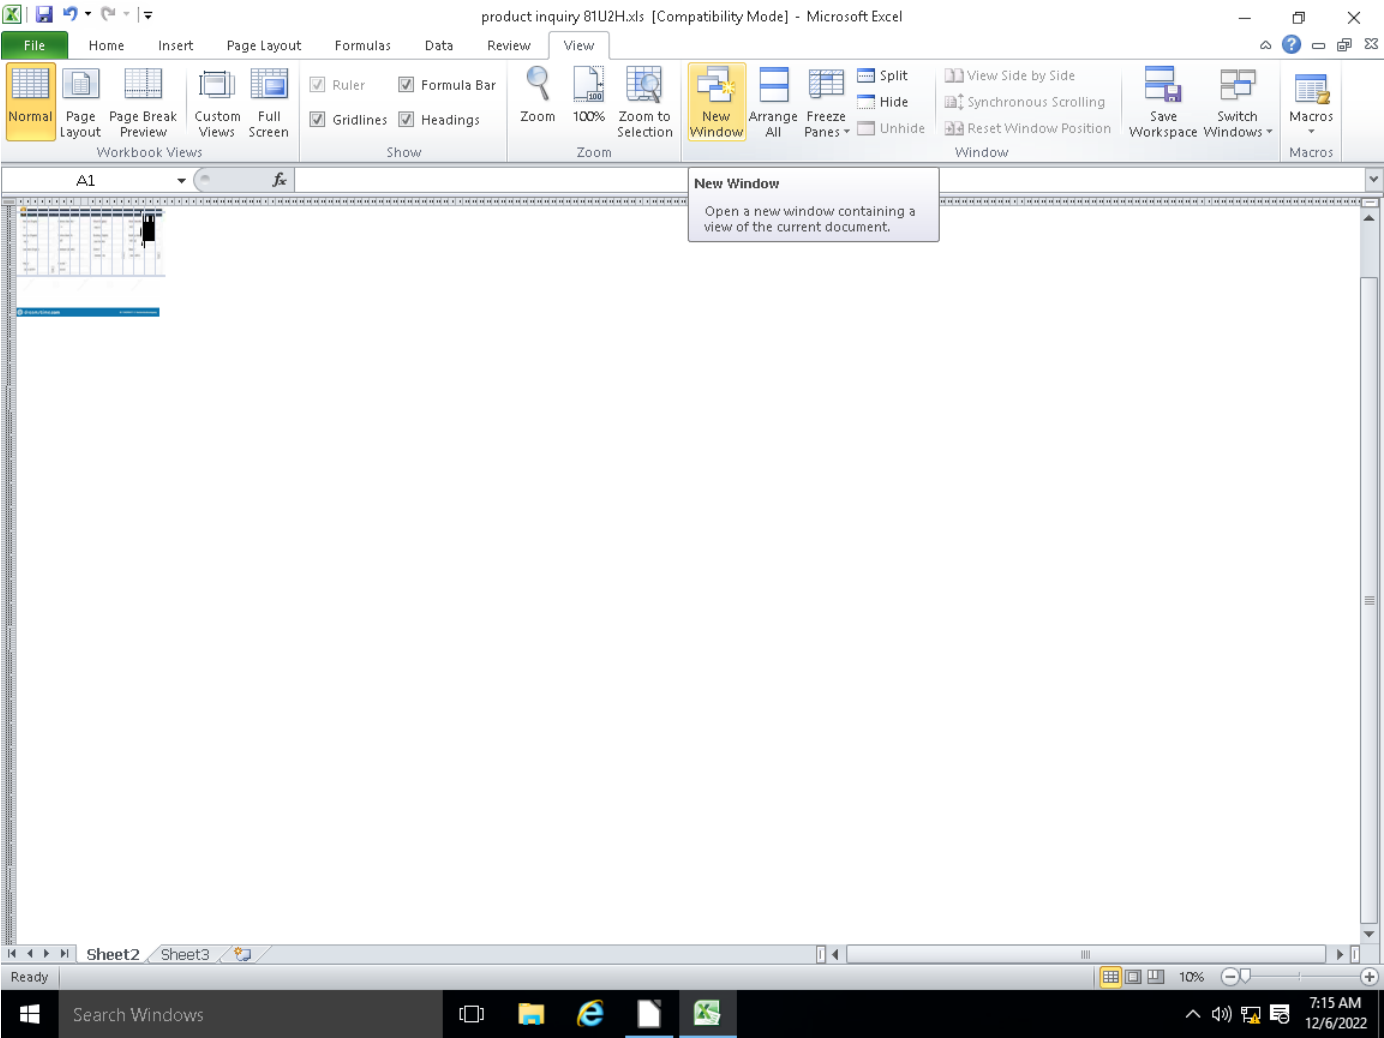 product inquiry 81U2H.xls [Compatibility Mode] - Microsoft Excel
File Home Insert Page Layout Formulas Data Review View
Normal Page Layout Page Break Preview Custom Views Full Screen
Workbook Views
Ruler Formula Bar
Gridlines Headings
Show
Zoom 100% Zoom to Selection
Zoom
New Window Arrange All Freeze Panes
Split
Hide
Unhide
View Side by Side
Synchronous Scrolling
Reset Window Position
Window
Save Workspace Switch Windows
Macros
Macros
A1 fx
New Window
Open a new window containing a
view of the current document.
Sheet2 Sheet3
Ready 10%
Search Windows
7:15 AM
12/6/2022